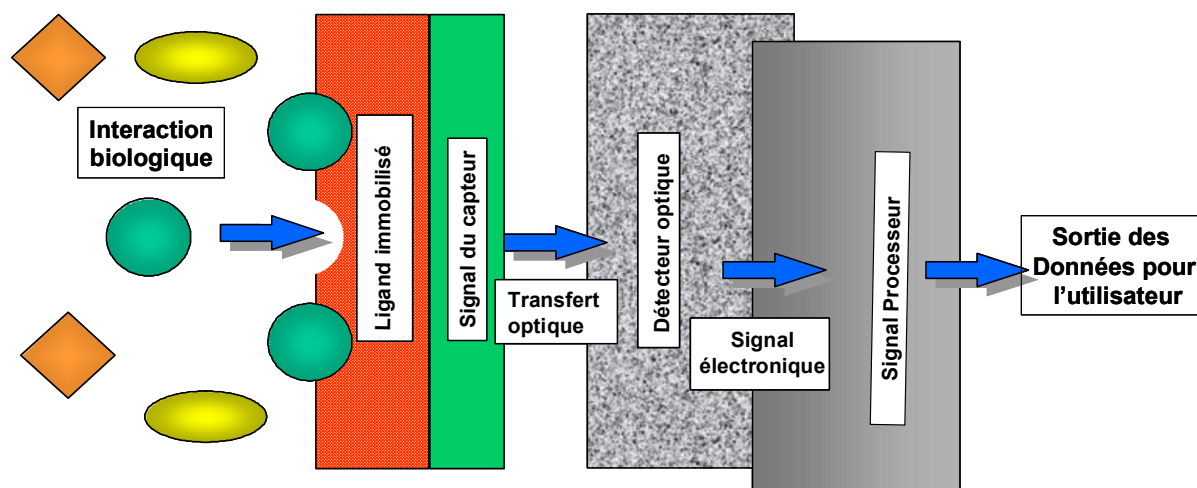 Interaction
biologique
Ligand immobilisé
Signal du capteur
Transfert
optique
Détecteur optique
Signal
électronique
Signal Processeur
Sortie des
Données pour
l’utilisateur